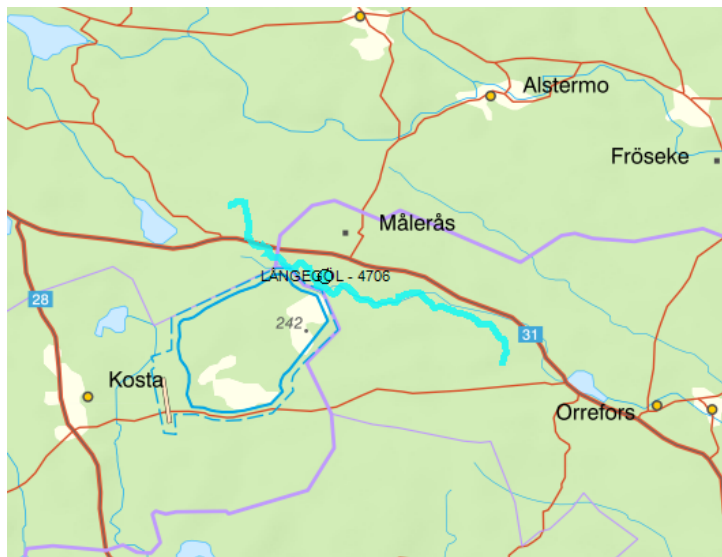 Alstermo
Fröseke
Målerås
LÅNGEGÖL - 4706
28
242
31
Kosta
Orrefors